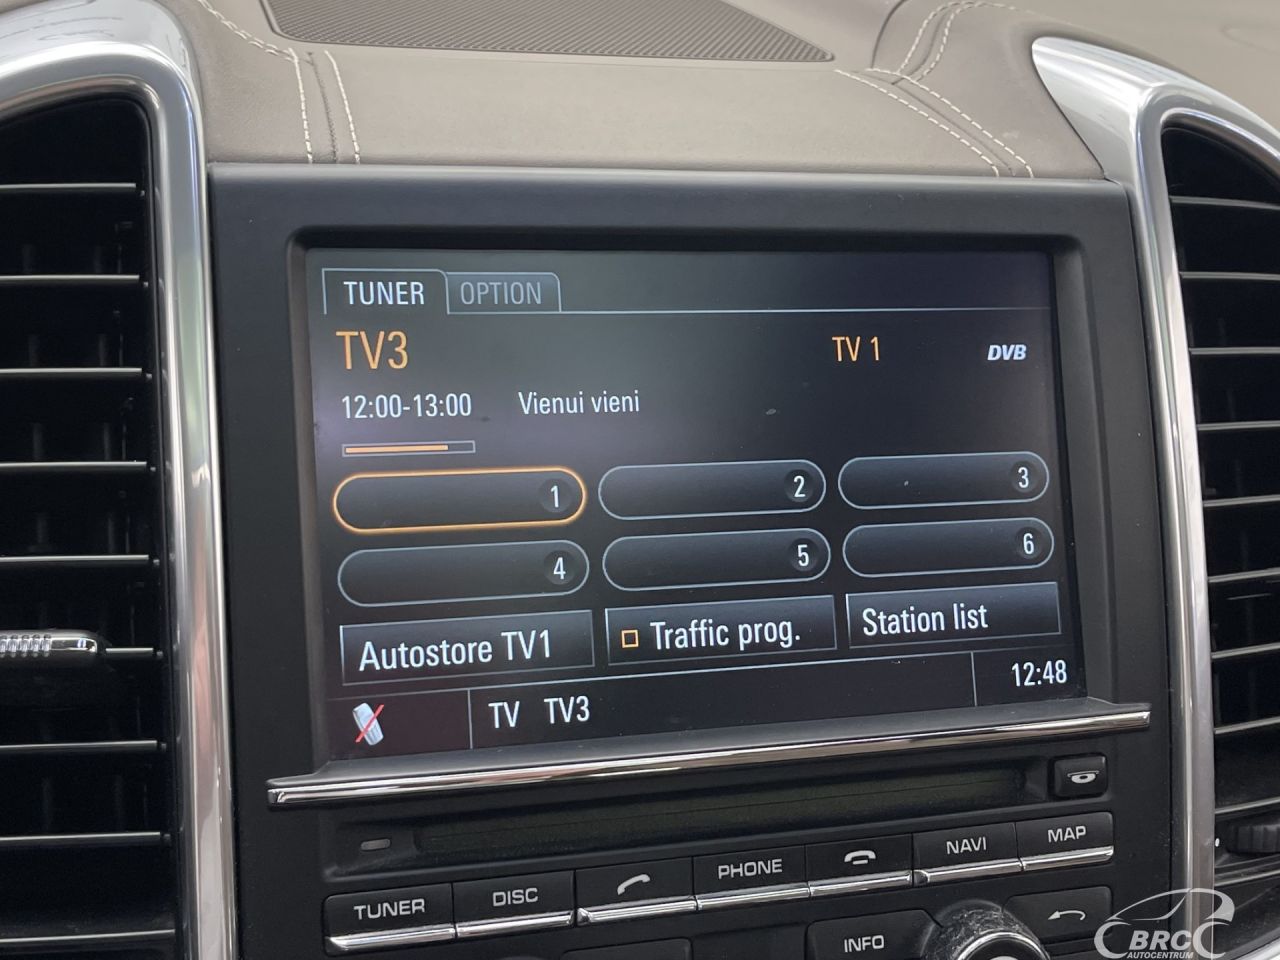 TUNER OPTION
TV3 TV 1 DVB
12:00-13:00 Vienui vieni
1 2 3
4 5 6
Autostore TV1 Traffic prog. Station list
TV TV3 12:48
TUNER DISC PHONE NAVI MAP
INFO
BRC
AUTOCENTRUM